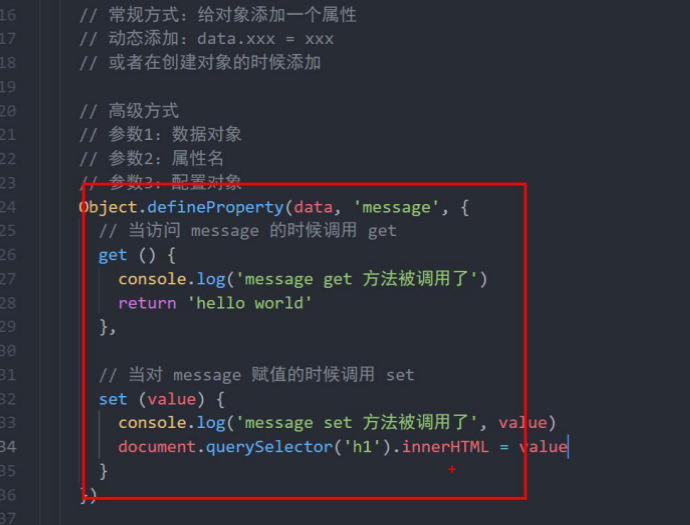 16 // 常规方式：给对象添加一个属性
17 // 动态添加：data.xxx = xxx
18 // 或者在创建对象的时候添加
19
20 // 高级方式
21 // 参数1：数据对象
22 // 参数2：属性名
23 // 参数3：配置对象
24 Object.defineProperty(data, 'message', {
25 // 当访问 message 的时候调用 get
26 get () {
27 console.log('message get 方法被调用了')
28 return 'hello world'
29 },
30
31 // 当对 message 赋值的时候调用 set
32 set (value) {
33 console.log('message set 方法被调用了', value)
34 document.querySelector('h1').innerHTML = value
35 }
36 })
37